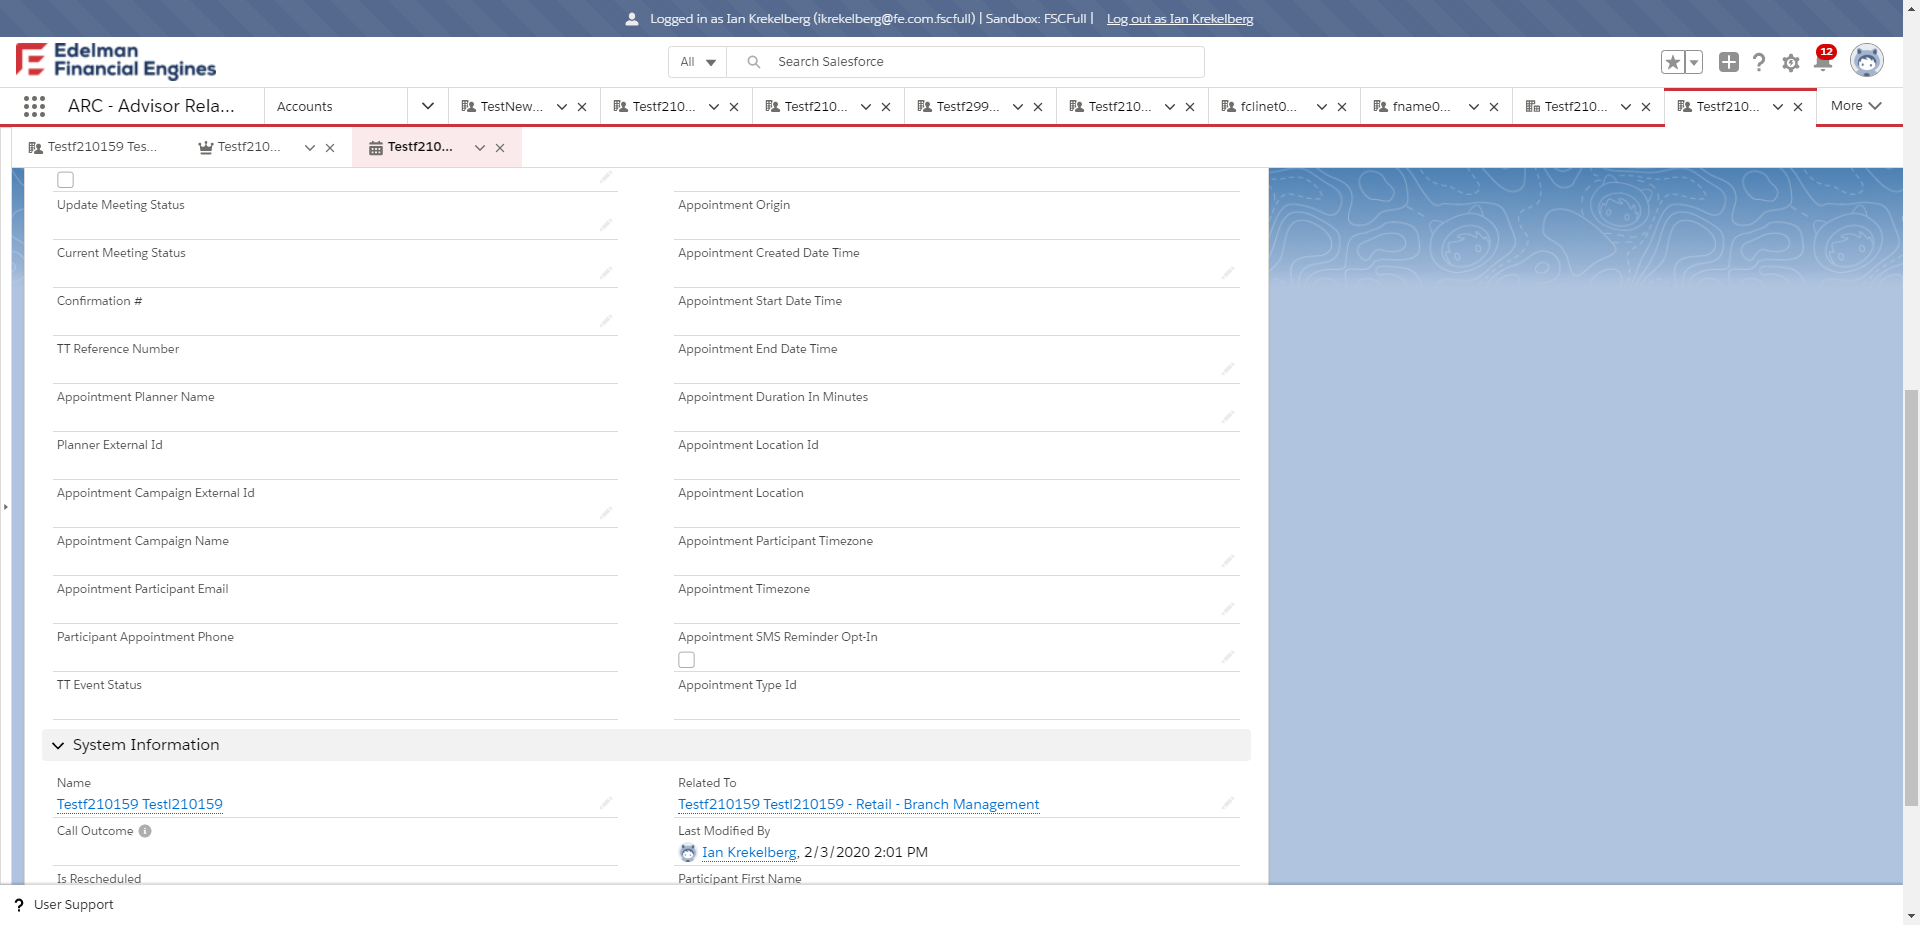 Logged in as Ian Krekelberg (ikrekelberg@fe.com.fscfull) | Sandbox: FSCFull | Log out as Ian Krekelberg
Edelman
Financial Engines
All
Search Salesforce
12
ARC - Advisor Rela...
Accounts
TestNew...
Testf210...
Testf210...
Testf299...
Testf210...
fclinet0...
fname0...
Testf210...
Testf210...
More
Testf210159 Tes...
Testf210...
Testf210...
Update Meeting Status
Appointment Origin
Current Meeting Status
Appointment Created Date Time
Confirmation #
Appointment Start Date Time
TT Reference Number
Appointment End Date Time
Appointment Planner Name
Appointment Duration In Minutes
Planner External Id
Appointment Location Id
Appointment Campaign External Id
Appointment Location
Appointment Campaign Name
Appointment Participant Timezone
Appointment Participant Email
Appointment Timezone
Participant Appointment Phone
Appointment SMS Reminder Opt-In
TT Event Status
Appointment Type Id
System Information
Name
Related To
Testf210159 Testl210159
Testf210159 Testl210159 - Retail - Branch Management
Call Outcome
Last Modified By
Ian Krekelberg, 2/3/2020 2:01 PM
Is Rescheduled
Participant First Name
? User Support